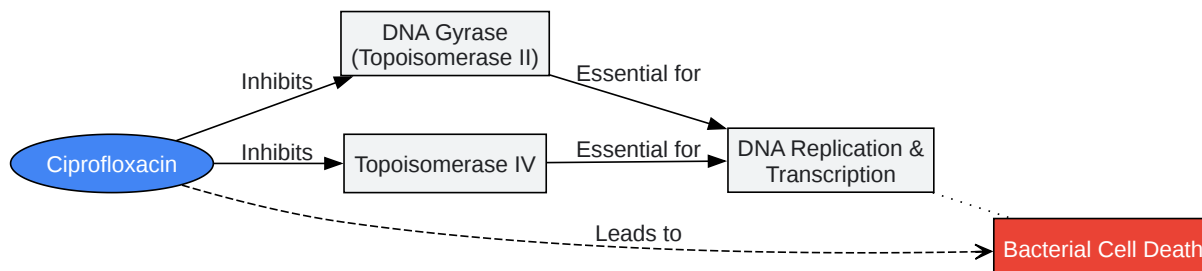 DNA Gyrase
(Topoisomerase II)
Inhibits
Essential for
Ciprofloxacin
Inhibits
Topoisomerase IV
Essential for
DNA Replication &
Transcription
Leads to
Bacterial Cell Death